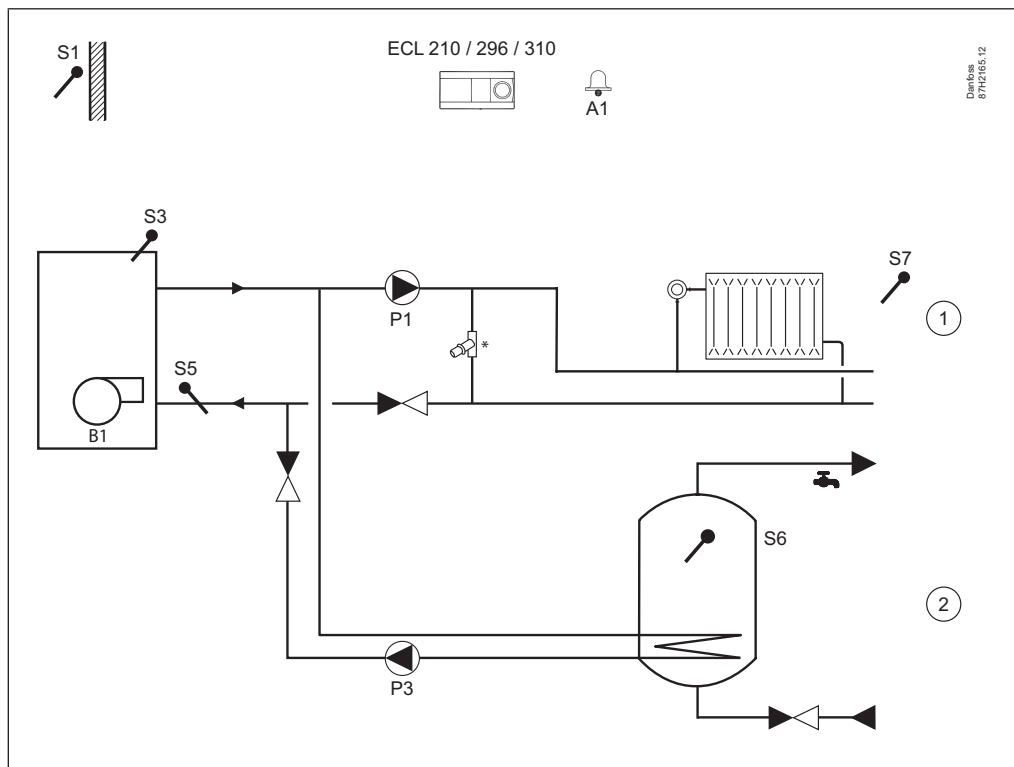 S1
ECL 210 / 296 / 310
A1
Danfoss
87H2165.12
S3
S7
P1
*
1
S5
B1
S6
2
P3